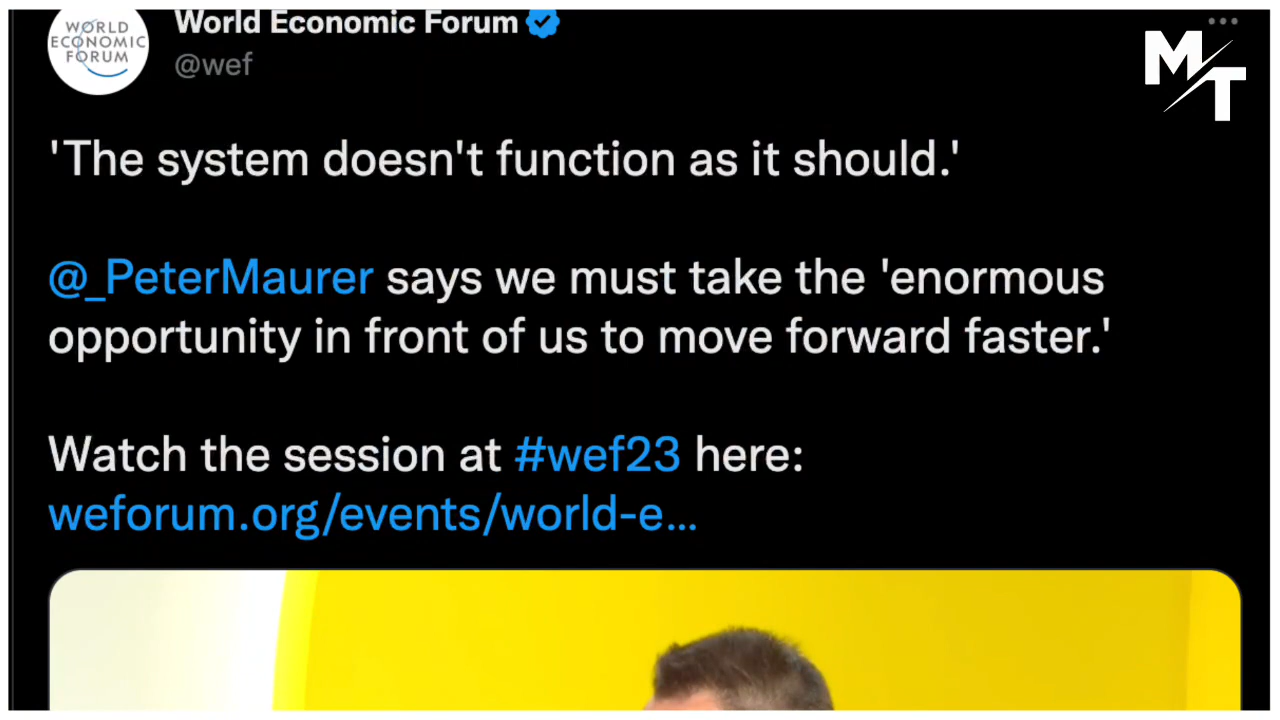 World Economic Forum
WORLD
ECONOMIC
FORUM
@wef
M/T
'The system doesn't function as it should.'
@_PeterMaurer says we must take the 'enormous
opportunity in front of us to move forward faster.'
Watch the session at #wef23 here:
weforum.org/events/world-e...